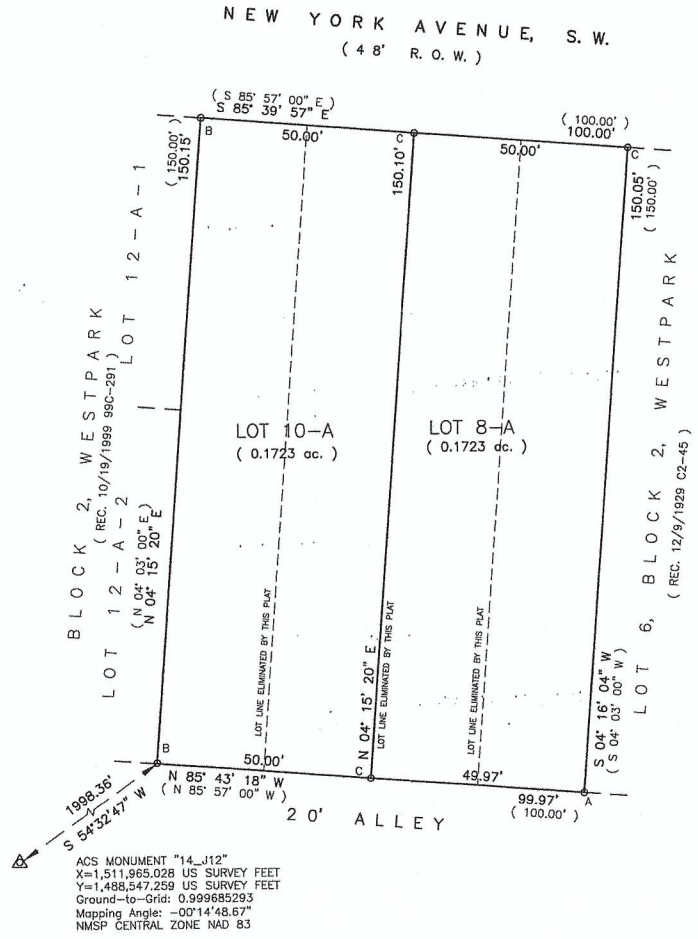 NEW YORK AVENUE, S.W.
( 48' R.O.W. )
( S 85° 57' 00" E )
S 85° 39' 57" E
( 100.00' )
100.00'
B
50.00'
C
50.00'
C
( 150.00' )
150.15'
150.10'
150.05'
( 150.00' )
LOT 12-A-1
BLOCK 2, WESTPARK
( REC. 10/19/1999 99C-291 )
LOT 12-A-2
( N 04° 03' 00" E )
N 04° 15' 20" E
LOT 10-A
( 0.1723 ac. )
LOT 8-A
( 0.1723 ac. )
LOT 6, BLOCK 2, WESTPARK
( REC. 12/9/1929 C2-45 )
LOT LINE ELIMINATED BY THIS PLAT
N 04° 15' 20" E
LOT LINE ELIMINATED BY THIS PLAT
LOT LINE ELIMINATED BY THIS PLAT
S 04° 16' 04" W
( S 04° 03' 00" W )
B
50.00'
C
49.97'
A
N 85° 43' 18" W
( N 85° 57' 00" W )
99.97'
( 100.00' )
20' ALLEY
1998.36'
S 54°32'47" W
ACS MONUMENT "14_J12"
X=1,511,965.028 US SURVEY FEET
Y=1,488,547.259 US SURVEY FEET
Ground-to-Grid: 0.999685293
Mapping Angle: -00°14'48.67"
NMSP CENTRAL ZONE NAD 83